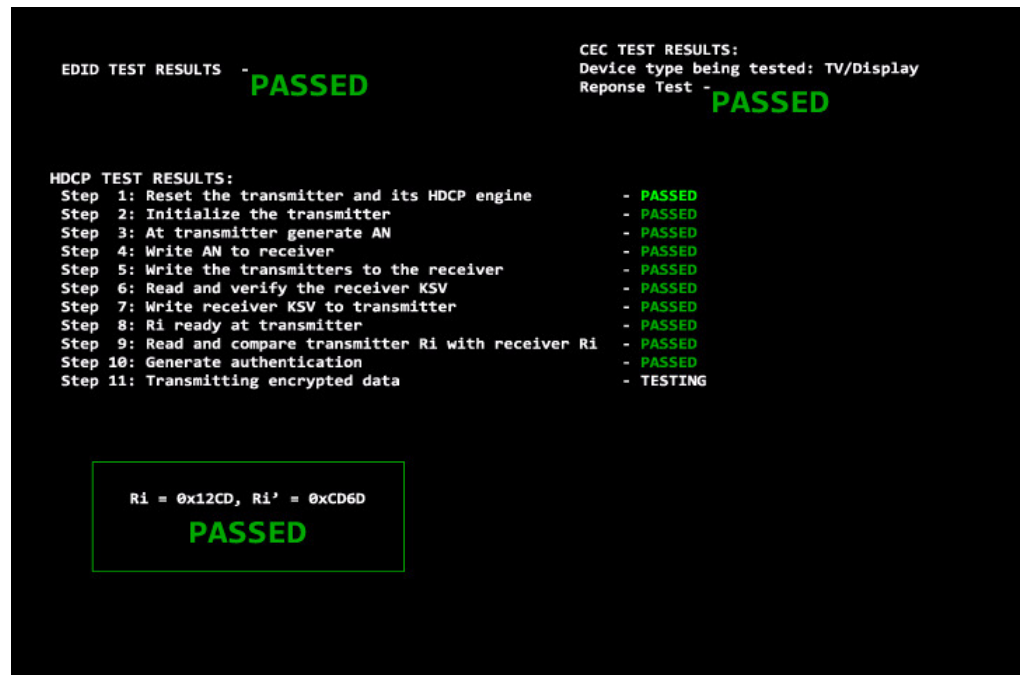 EDID TEST RESULTS -
PASSED
CEC TEST RESULTS:
Device type being tested: TV/Display
Reponse Test -
PASSED
HDCP TEST RESULTS:
Step 1: Reset the transmitter and its HDCP engine - PASSED
Step 2: Initialize the transmitter - PASSED
Step 3: At transmitter generate AN - PASSED
Step 4: Write AN to receiver - PASSED
Step 5: Write the transmitters to the receiver - PASSED
Step 6: Read and verify the receiver KSV - PASSED
Step 7: Write receiver KSV to transmitter - PASSED
Step 8: Ri ready at transmitter - PASSED
Step 9: Read and compare transmitter Ri with receiver Ri - PASSED
Step 10: Generate authentication - PASSED
Step 11: Transmitting encrypted data - TESTING
Ri = 0x12CD, Ri’ = 0xCD6D
PASSED